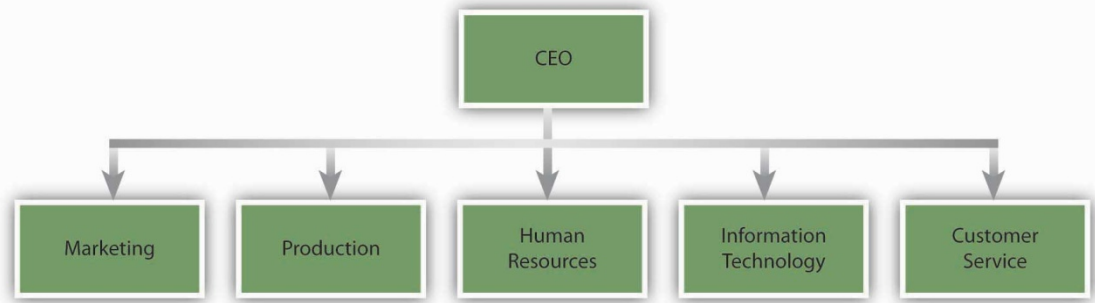 CEO
Marketing
Production
Human
Resources
Information
Technology
Customer
Service